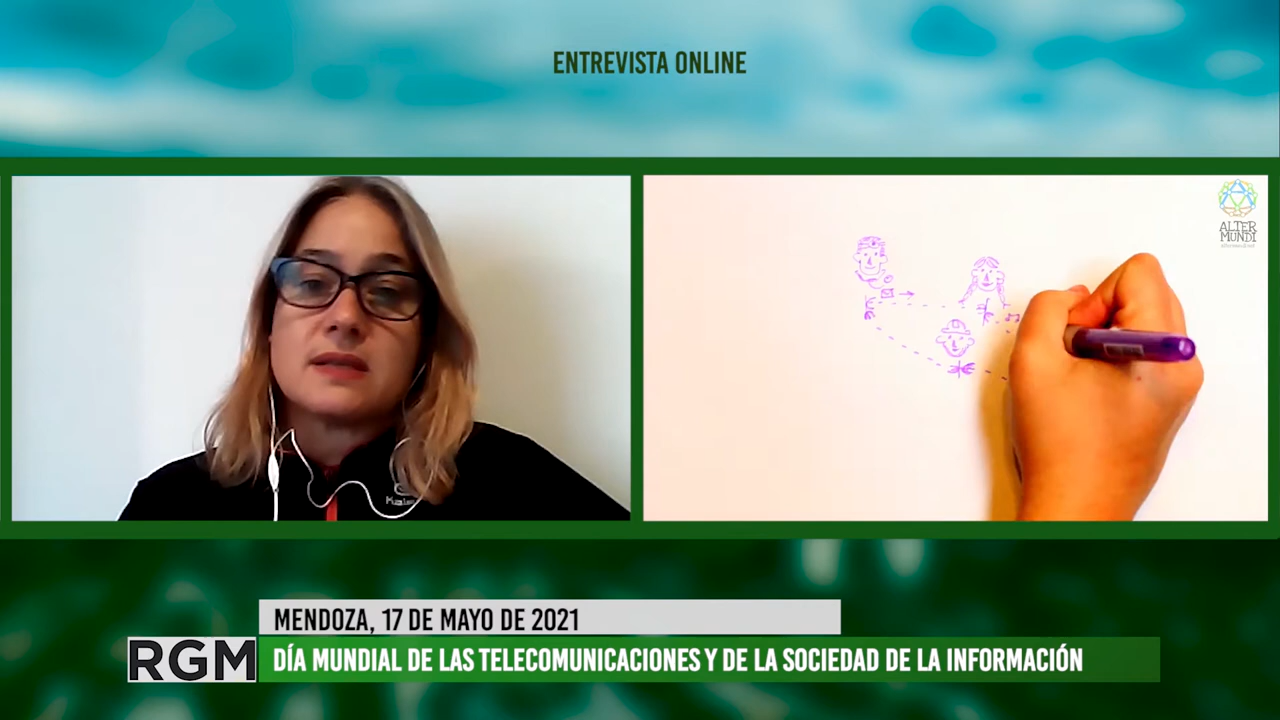 ENTREVISTA ONLINE
ALTER
MUNDI
MENDOZA, 17 DE MAYO DE 2021
RGM
DÍA MUNDIAL DE LAS TELECOMUNICACIONES Y DE LA SOCIEDAD DE LA INFORMACIÓN